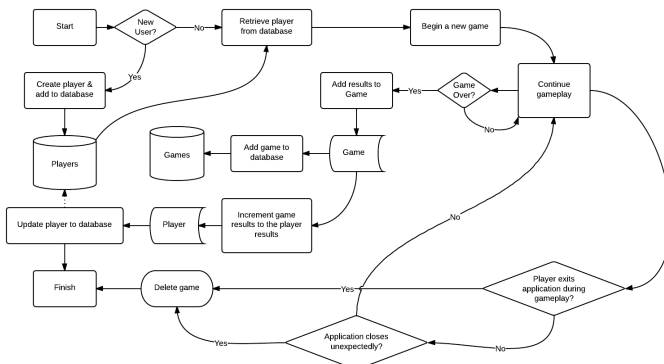 Start
New
User?
No
Retrieve player
from database
Begin a new game
Yes
Create player &
add to database
Add results to
Game
Yes
Game
Over?
Continue
gameplay
No
Players
Games
Add game to
database
Game
Update player to database
Player
Increment game
results to the player
results
No
Finish
Delete game
Yes
Player exits
application during
gameplay?
Yes
Application closes
unexpectedly?
No